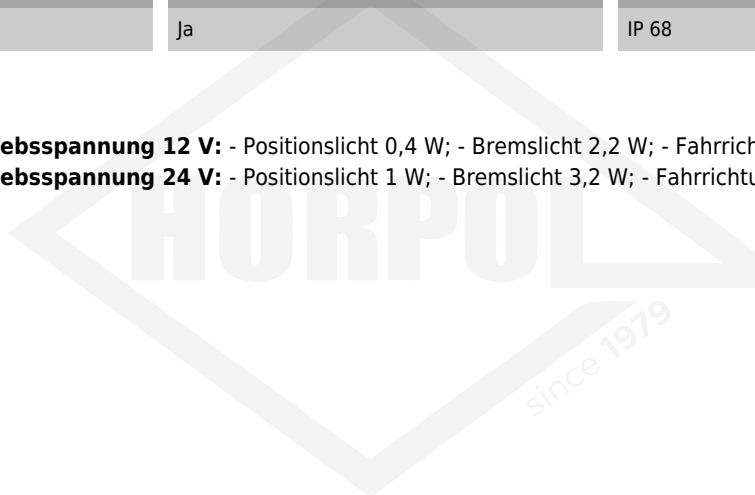 Ja IP 68
ebsspannung 12 V: - Positionslicht 0,4 W; - Bremslicht 2,2 W; - Fahrrich
ebsspannung 24 V: - Positionslicht 1 W; - Bremslicht 3,2 W; - Fahrrichtu
HORPOL
since 1979